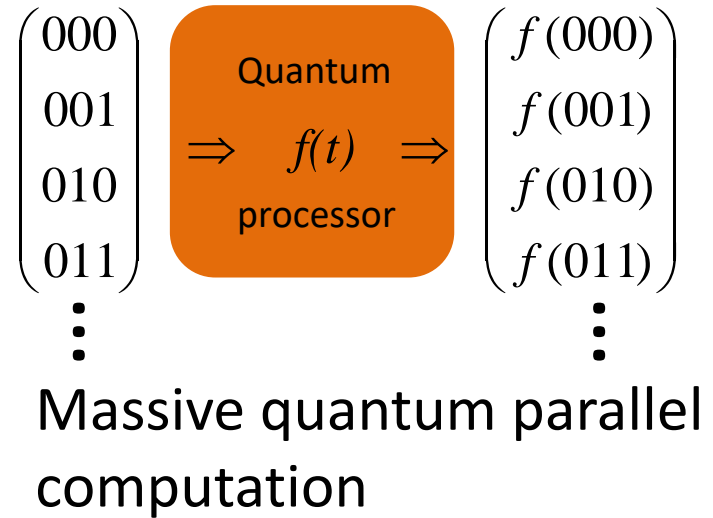 000
001
010
011
Quantum
⇒ f(t) ⇒
processor
f(000)
f(001)
f(010)
f(011)
Massive quantum parallel
computation